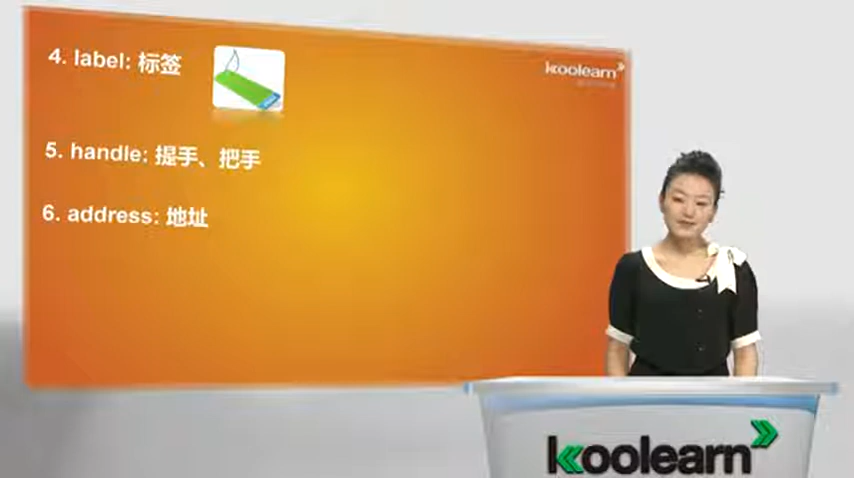 4. label: 标签
koolearn
5. handle: 提手、把手
6. address: 地址
koolearn